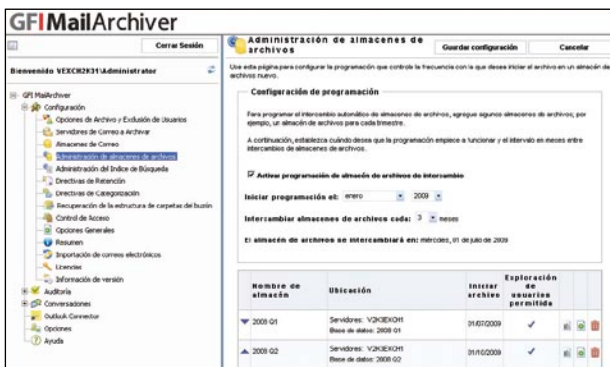 GFI MailArchiver
Cerrar Sesión
Bienvenido VEXCH2K31\Administrator
GFI MailArchiver
Configuración
Opciones de Archivo y Exclusión de Usuarios
Servidores de Correo a Archivar
Almacenes de Correo
Administración de almacenes de archivos
Administración del Indice de Búsqueda
Directivas de Retención
Directivas de Categorización
Recuperación de la estructura de carpetas del buzón
Control de Acceso
Opciones Generales
Resumen
Importación de correos electrónicos
Licencias
Información de versión
Auditoría
Conversaciones
Outlook Connector
Opciones
Ayuda
Administración de almacenes de archivos
Guardar configuración
Cancelar
Use esta página para configurar la programación que controla la frecuencia con la que desea iniciar el archivo en un almacén de
archivos nuevo.
Configuración de programación
Para programar el intercambio automático de almacenes de archivos, agregue algunos almacenes de archivos; por
ejemplo, un almacén de archivos para cada trimestre.
A continuación, establezca cuándo desea que la programación empiece a funcionar y el intervalo en meses entre
intercambios de almacenes de archivos.
Activar programación de almacén de archivos de intercambio
Iniciar programación el: enero 2009
Intercambiar almacenes de archivos cada: 3 meses
El almacén de archivos se intercambiará en: miércoles, 01 de julio de 2009
Nombre de almacén
Ubicación
Iniciar archivo
Exploración de usuarios permitida
2009 Q1
Servidores: V2K3EXCH1
Base de datos: 2009 Q1
01/07/2009
2009 Q2
Servidores: V2K3EXCH1
Base de datos: 2009 Q2
01/10/2009